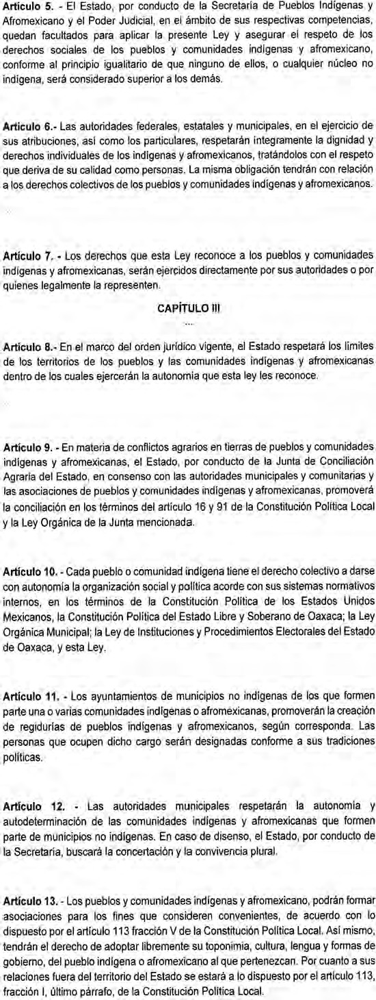 Artículo 5. - El Estado, por conducto de la Secretaría de Pueblos Indígenas y
Afromexicano y el Poder Judicial, en el ámbito de sus respectivas competencias,
quedan facultados para aplicar la presente Ley y asegurar el respeto de los
derechos sociales de los pueblos y comunidades indígenas y afromexicano,
conforme al principio igualitario de que ninguno de ellos, o cualquier núcleo no
indígena, será considerado superior a los demás.
Artículo 6.- Las autoridades federales, estatales y municipales, en el ejercicio de
sus atribuciones, así como los particulares, respetarán íntegramente la dignidad y
derechos individuales de los indígenas y afromexicanos, tratándolos con el respeto
que deriva de su calidad como personas. La misma obligación tendrán con relación
a los derechos colectivos de los pueblos y comunidades indígenas y afromexicanos.
Artículo 7. - Los derechos que esta Ley reconoce a los pueblos y comunidades
indígenas y afromexicanas, serán ejercidos directamente por sus autoridades o por
quienes legalmente la representen.
CAPÍTULO III
...
Artículo 8.- En el marco del orden jurídico vigente, el Estado respetará los límites
de los territorios de los pueblos y las comunidades indígenas y afromexicanas
dentro de los cuales ejercerán la autonomía que esta ley les reconoce.
Artículo 9. - En materia de conflictos agrarios en tierras de pueblos y comunidades
indígenas y afromexicanas, el Estado, por conducto de la Junta de Conciliación
Agraria del Estado, en consenso con las autoridades municipales y comunitarias y
las asociaciones de pueblos y comunidades indígenas y afromexicanas, promoverá
la conciliación en los términos del artículo 16 y 91 de la Constitución Política Local
y la Ley Orgánica de la Junta mencionada.
Artículo 10. - Cada pueblo o comunidad indígena tiene el derecho colectivo a darse
con autonomía la organización social y política acorde con sus sistemas normativos
internos, en los términos de la Constitución Política de los Estados Unidos
Mexicanos, la Constitución Política del Estado Libre y Soberano de Oaxaca; la Ley
Orgánica Municipal; la Ley de Instituciones y Procedimientos Electorales del Estado
de Oaxaca, y esta Ley.
Artículo 11. - Los ayuntamientos de municipios no indígenas de los que formen
parte una o varias comunidades indígenas o afromexicanas, promoverán la creación
de regidurías de pueblos indígenas y afromexicanos, según corresponda. Las
personas que ocupen dicho cargo serán designadas conforme a sus tradiciones
políticas.
Artículo 12. - Las autoridades municipales respetarán la autonomía y
autodeterminación de las comunidades indígenas y afromexicanas que formen
parte de municipios no indígenas. En caso de disenso, el Estado, por conducto de
la Secretaría, buscará la concertación y la convivencia plural.
Artículo 13. - Los pueblos y comunidades indígenas y afromexicano, podrán formar
asociaciones para los fines que consideren convenientes, de acuerdo con lo
dispuesto por el artículo 113 fracción V de la Constitución Política Local. Así mismo,
tendrán el derecho de adoptar libremente su toponimia, cultura, lengua y formas de
gobierno, del pueblo indígena o afromexicano al que pertenezcan. Por cuanto a sus
relaciones fuera del territorio del Estado se estará a lo dispuesto por el artículo 113,
fracción I, último párrafo, de la Constitución Política Local.